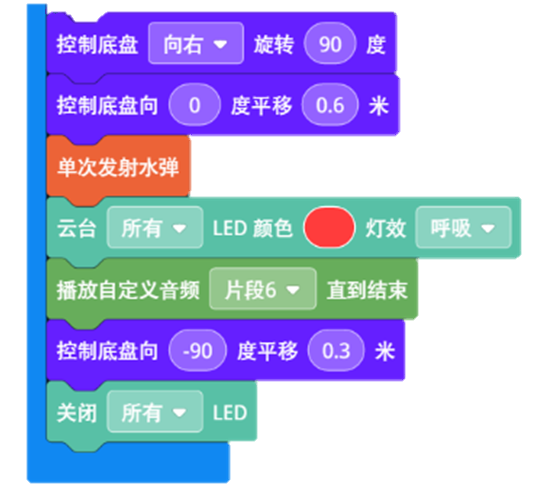 控制底盘 向右 旋转 90 度
控制底盘向 0 度平移 0.6 米
单次发射水弹
云台 所有 LED 颜色 灯效 呼吸
播放自定义音频 片段6 直到结束
控制底盘向 -90 度平移 0.3 米
关闭 所有 LED